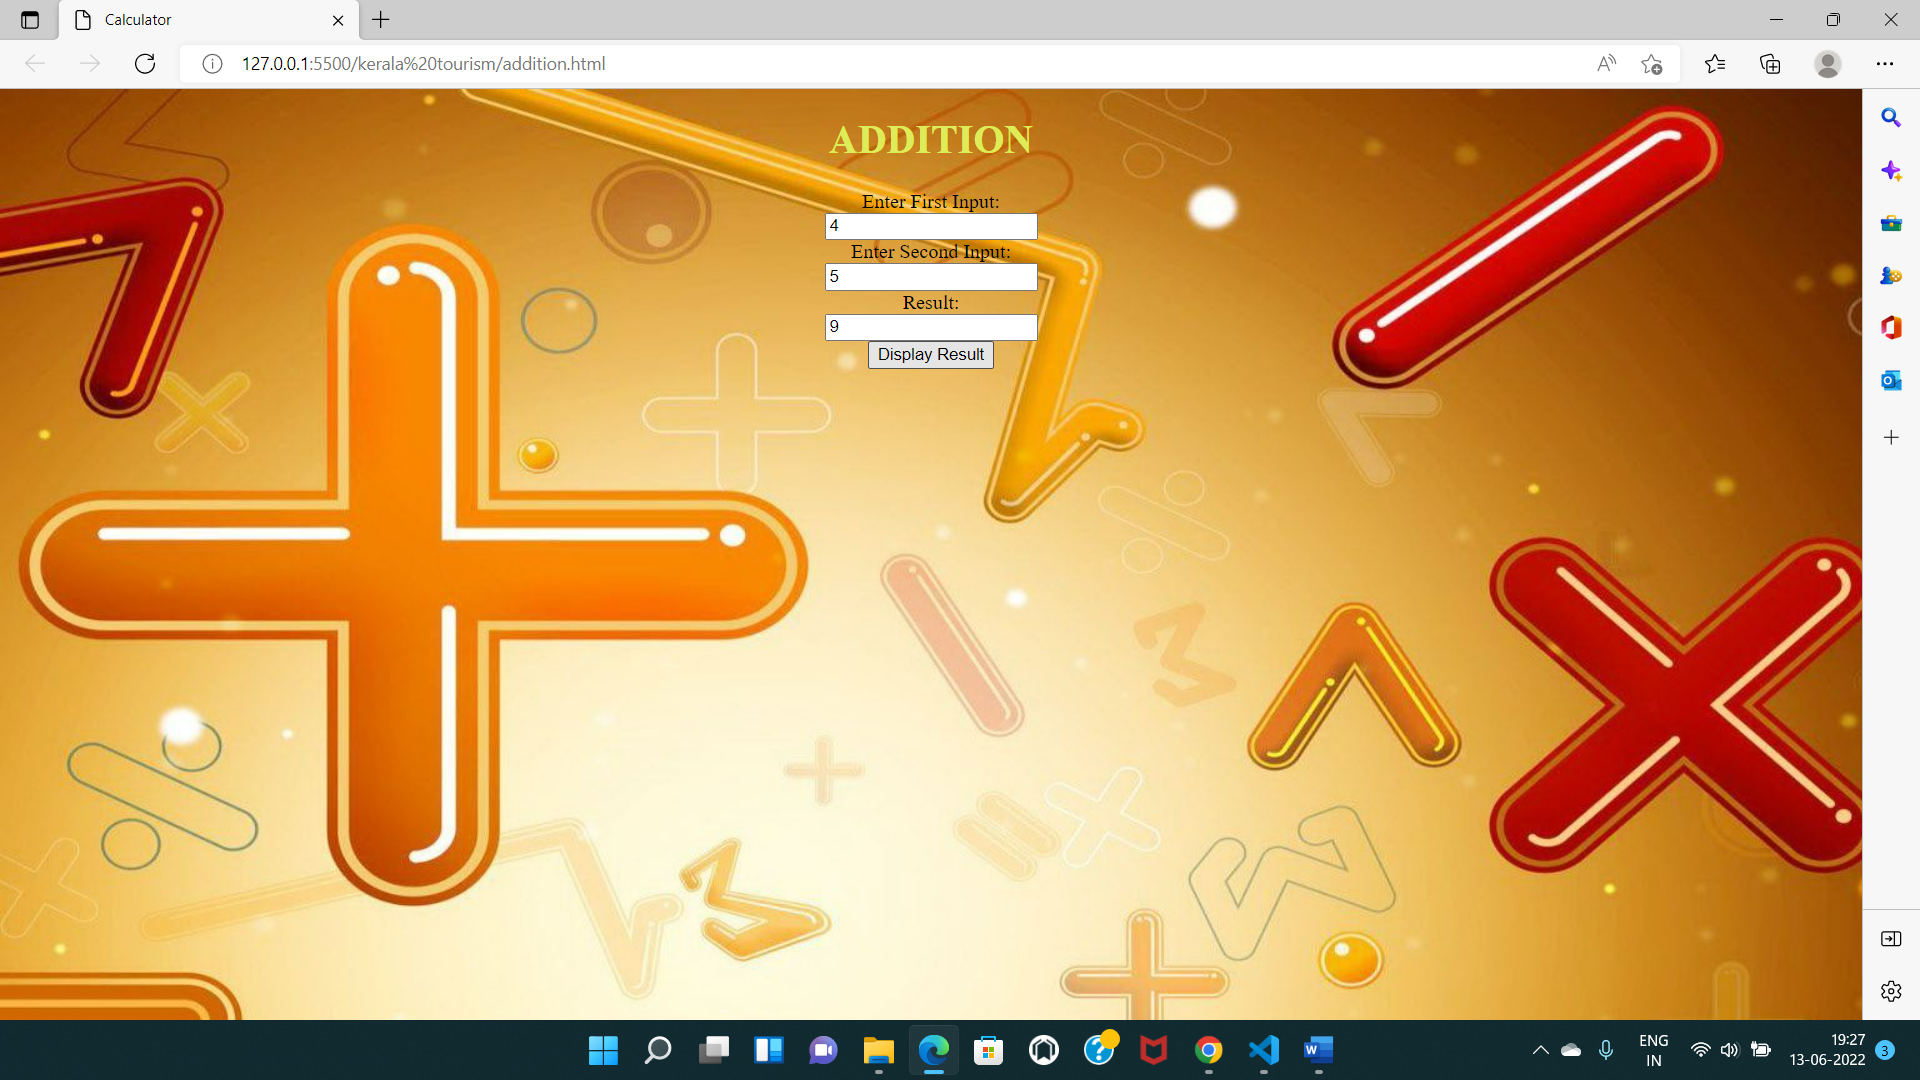 Calculator
127.0.0.1:5500/kerala%20tourism/addition.html
ADDITION
Enter First Input:
4
Enter Second Input:
5
Result:
9
Display Result
ENG
IN
19:27
13-06-2022
3